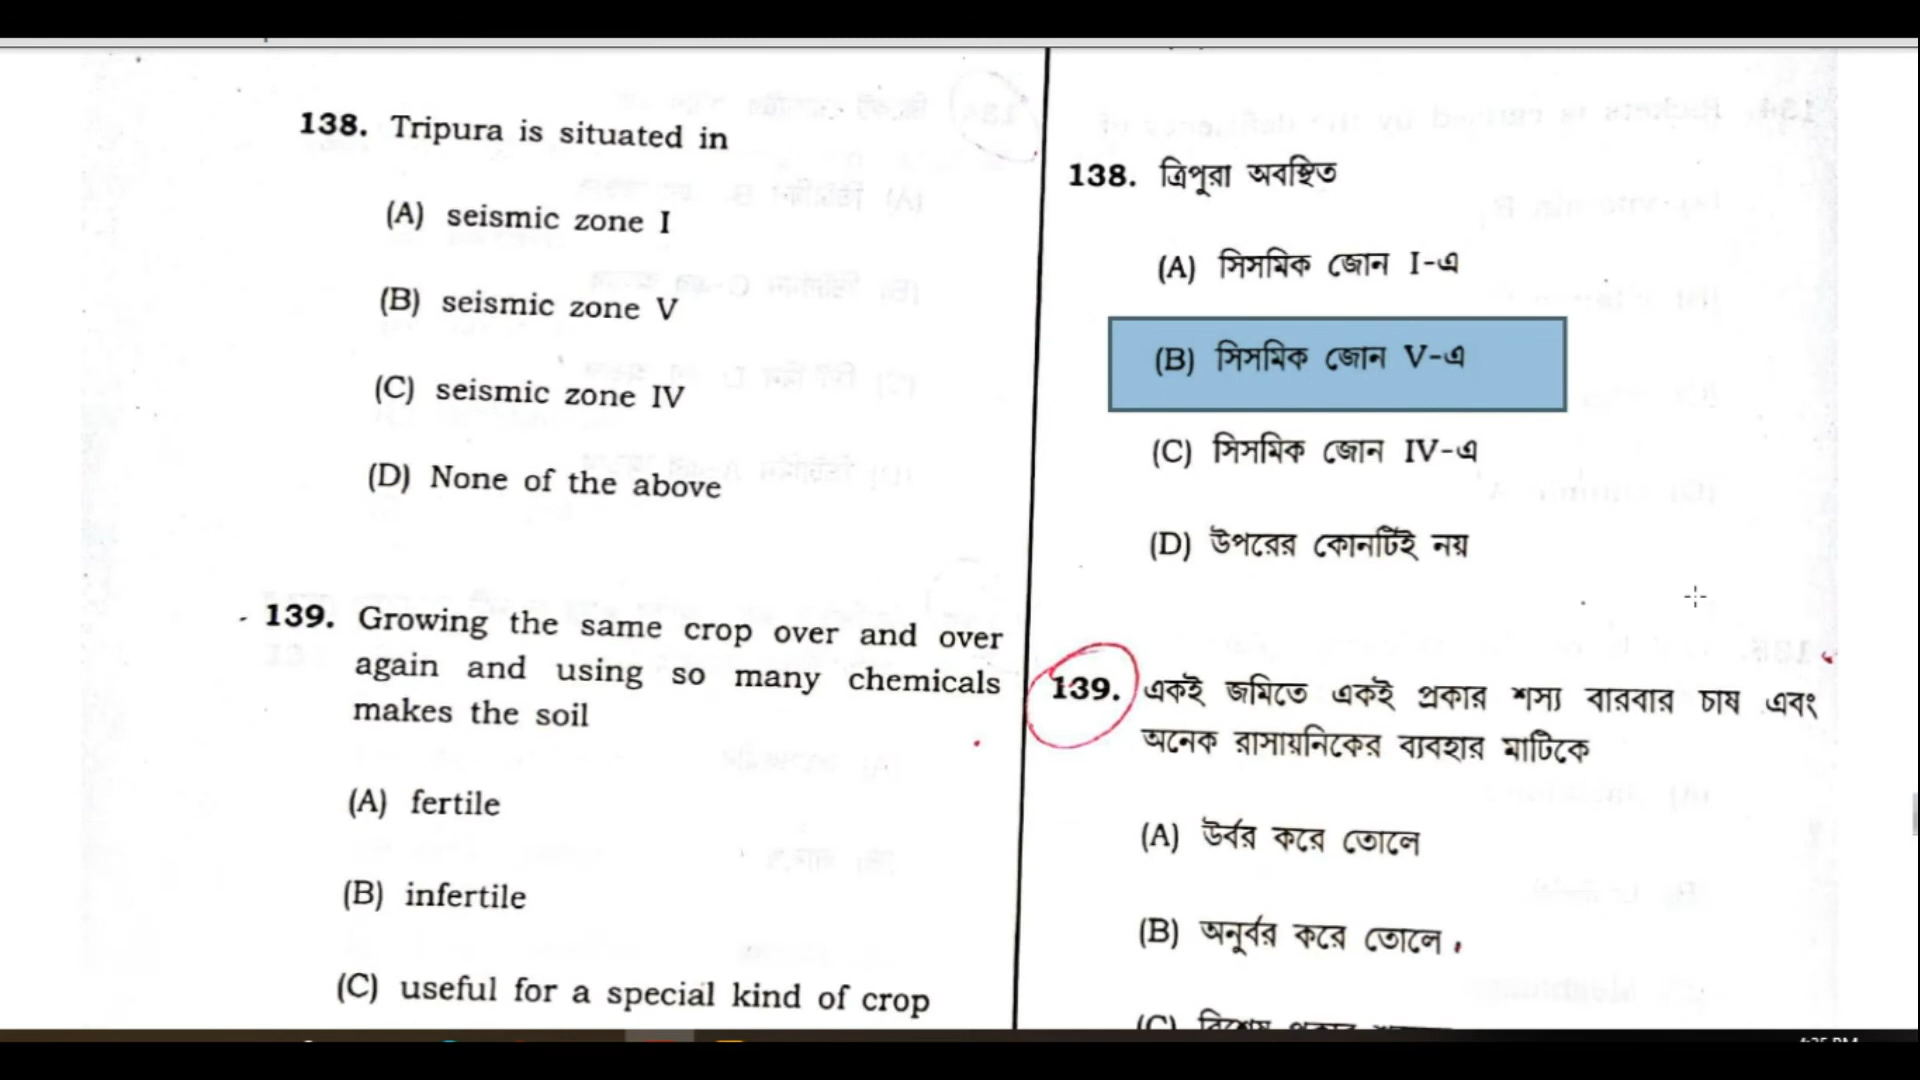 138. Tripura is situated in
(A) seismic zone I
(B) seismic zone V
(C) seismic zone IV
(D) None of the above
139. Growing the same crop over and over
again and using so many chemicals
makes the soil
(A) fertile
(B) infertile
(C) useful for a special kind of crop
138. ত্রিপুরা অবস্থিত
(A) সিসমিক জোন I-এ
(B) সিসমিক জোন V-এ
(C) সিসমিক জোন IV-এ
(D) উপরের কোনটিই নয়
139. একই জমিতে একই প্রকার শস্য বারবার চাষ এবং
অনেক রাসায়নিকের ব্যবহার মাটিকে
(A) উর্বর করে তোলে
(B) অনুর্বর করে তোলে
(C) বিশেষ প্রকার